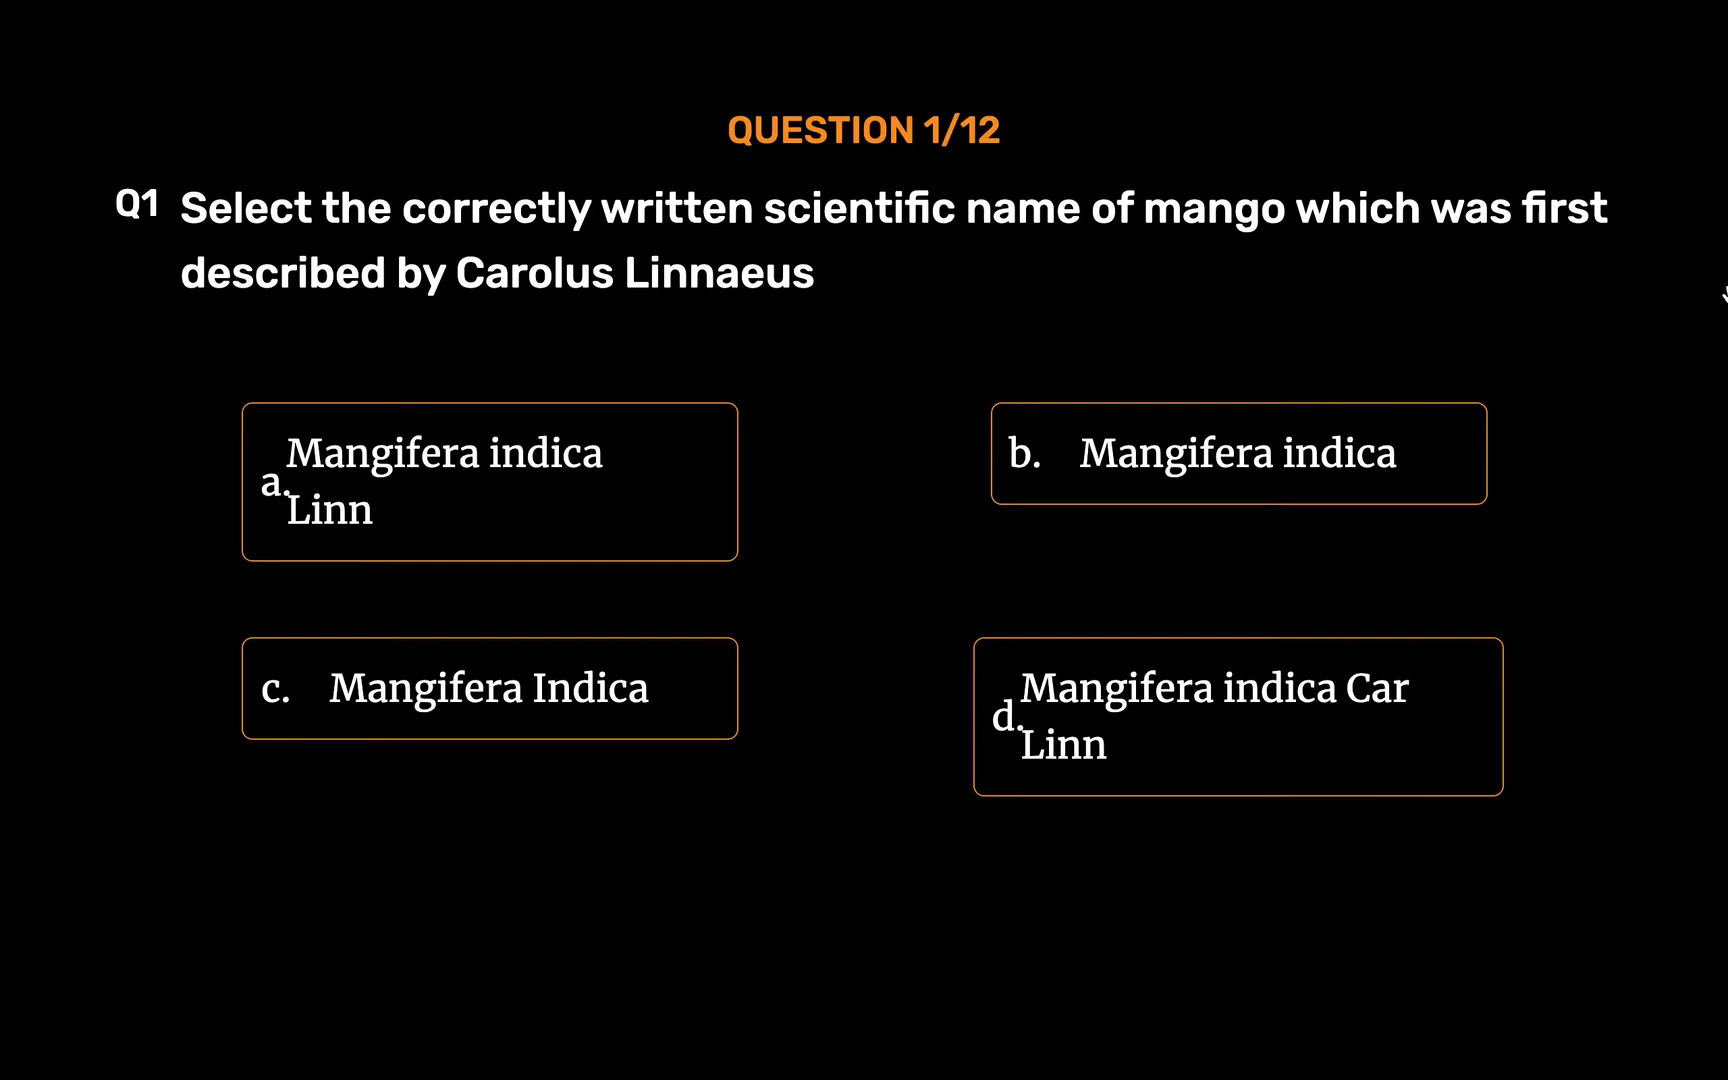 QUESTION 1/12
Q1 Select the correctly written scientific name of mango which was first
described by Carolus Linnaeus
a. Mangifera indica
Linn
b. Mangifera indica
c. Mangifera Indica
d. Mangifera indica Car
Linn